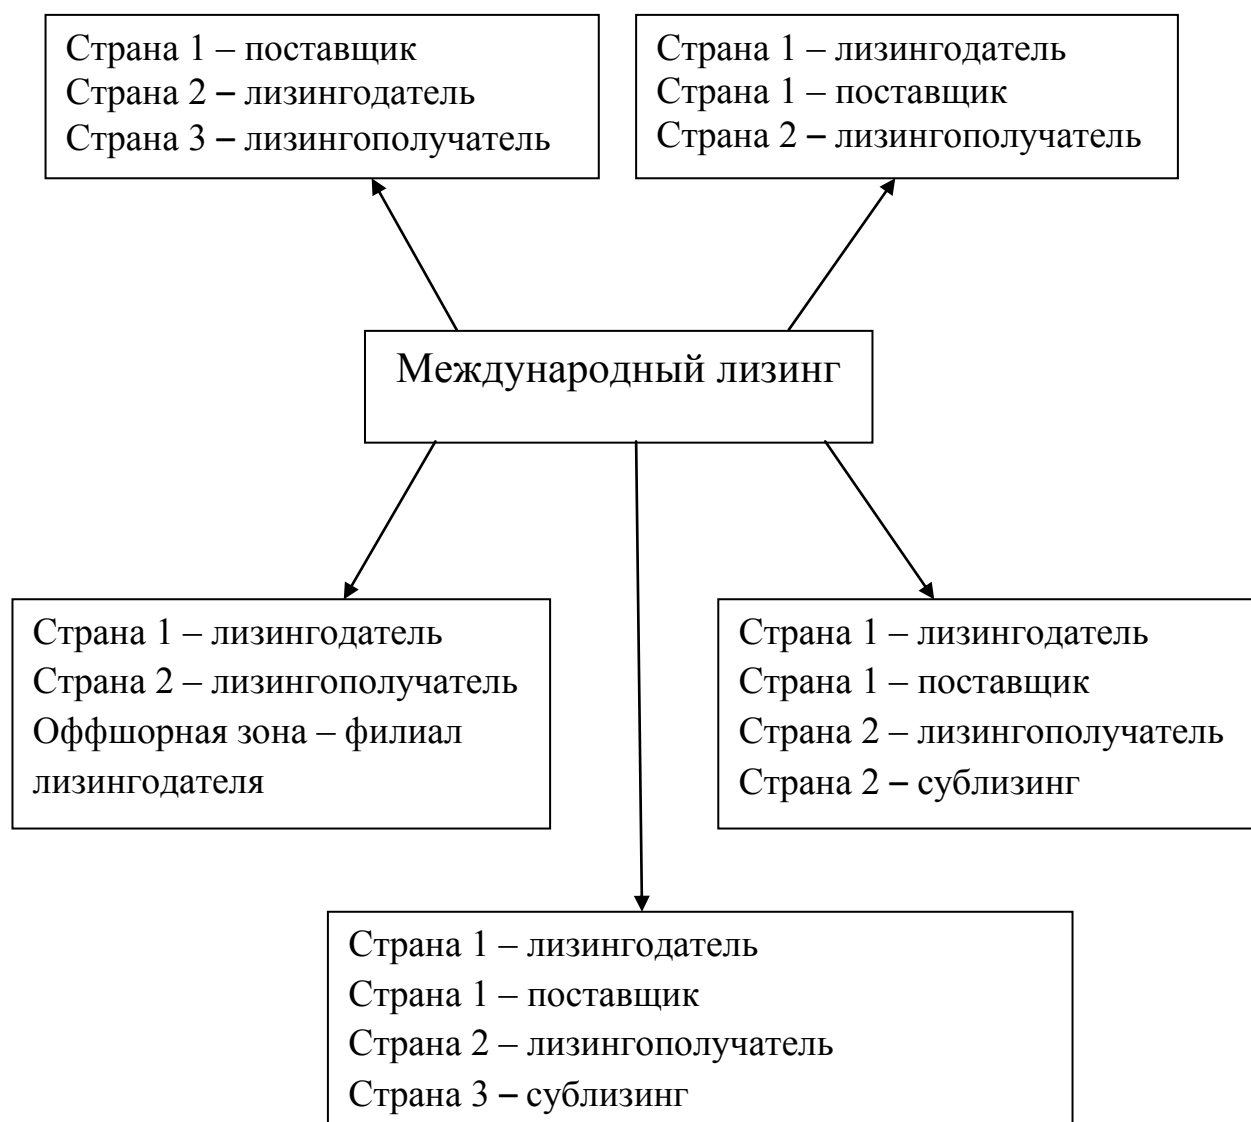 Страна 1 – поставщик
Страна 2 – лизингодатель
Страна 3 – лизингополучатель
Страна 1 – лизингодатель
Страна 1 – поставщик
Страна 2 – лизингополучатель
Международный лизинг
Страна 1 – лизингодатель
Страна 2 – лизингополучатель
Оффшорная зона – филиал
лизингодателя
Страна 1 – лизингодатель
Страна 1 – поставщик
Страна 2 – лизингополучатель
Страна 2 – сублизинг
Страна 1 – лизингодатель
Страна 1 – поставщик
Страна 2 – лизингополучатель
Страна 3 – сублизинг